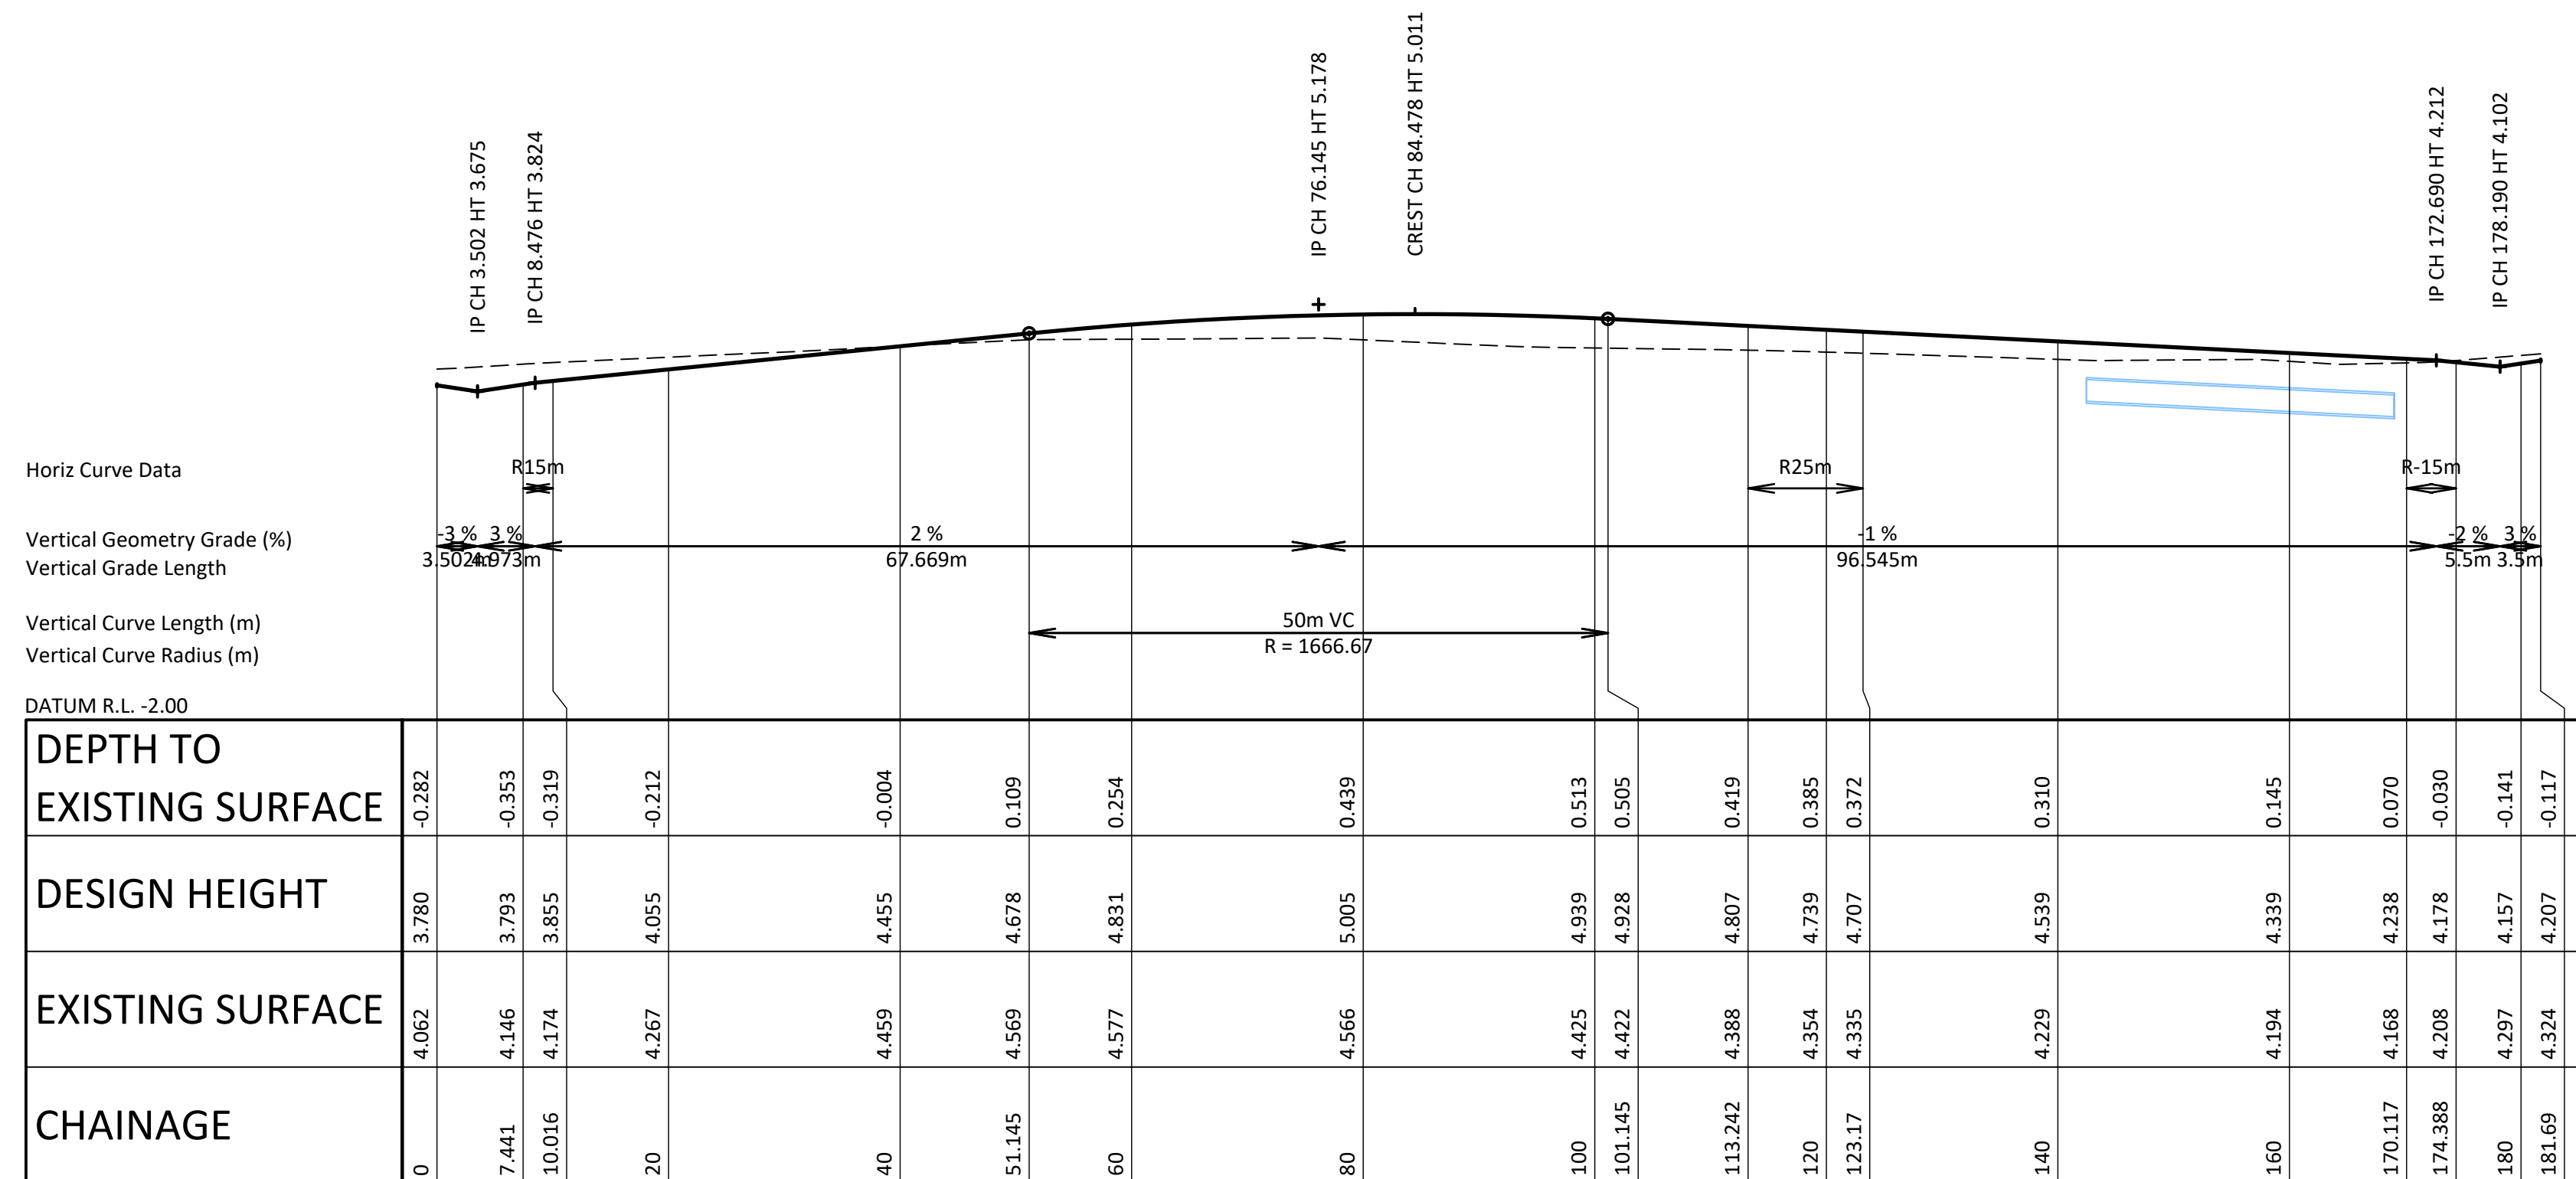 IP CH 3.502 HT 3.675
IP CH 8.476 HT 3.824
IP CH 76.145 HT 5.178
CREST CH 84.478 HT 5.011
IP CH 172.690 HT 4.212
IP CH 178.190 HT 4.102
Horiz Curve Data
R15m R25m R-15m
Vertical Geometry Grade (%)
-3 % 3 % 2 % -1 % -2 % 3 %
Vertical Grade Length
3.502m 4.973m 67.669m 96.545m 5.5m 3.5m
Vertical Curve Length (m)
50m VC
Vertical Curve Radius (m)
R = 1666.67
DATUM R.L. -2.00
DEPTH TO
EXISTING SURFACE
-0.282 -0.353 -0.319 -0.212 -0.004 0.109 0.254 0.439 0.513 0.505 0.419 0.385 0.372 0.310 0.145 0.070 -0.030 -0.141 -0.117
DESIGN HEIGHT
3.780 3.793 3.855 4.055 4.455 4.678 4.831 5.005 4.939 4.928 4.807 4.739 4.707 4.539 4.339 4.238 4.178 4.157 4.207
EXISTING SURFACE
4.062 4.146 4.174 4.267 4.459 4.569 4.577 4.566 4.425 4.422 4.388 4.354 4.335 4.229 4.194 4.168 4.208 4.297 4.324
CHAINAGE
0 7.441 10.016 20 40 51.145 60 80 100 101.145 113.242 120 123.17 140 160 170.117 174.388 180 181.69